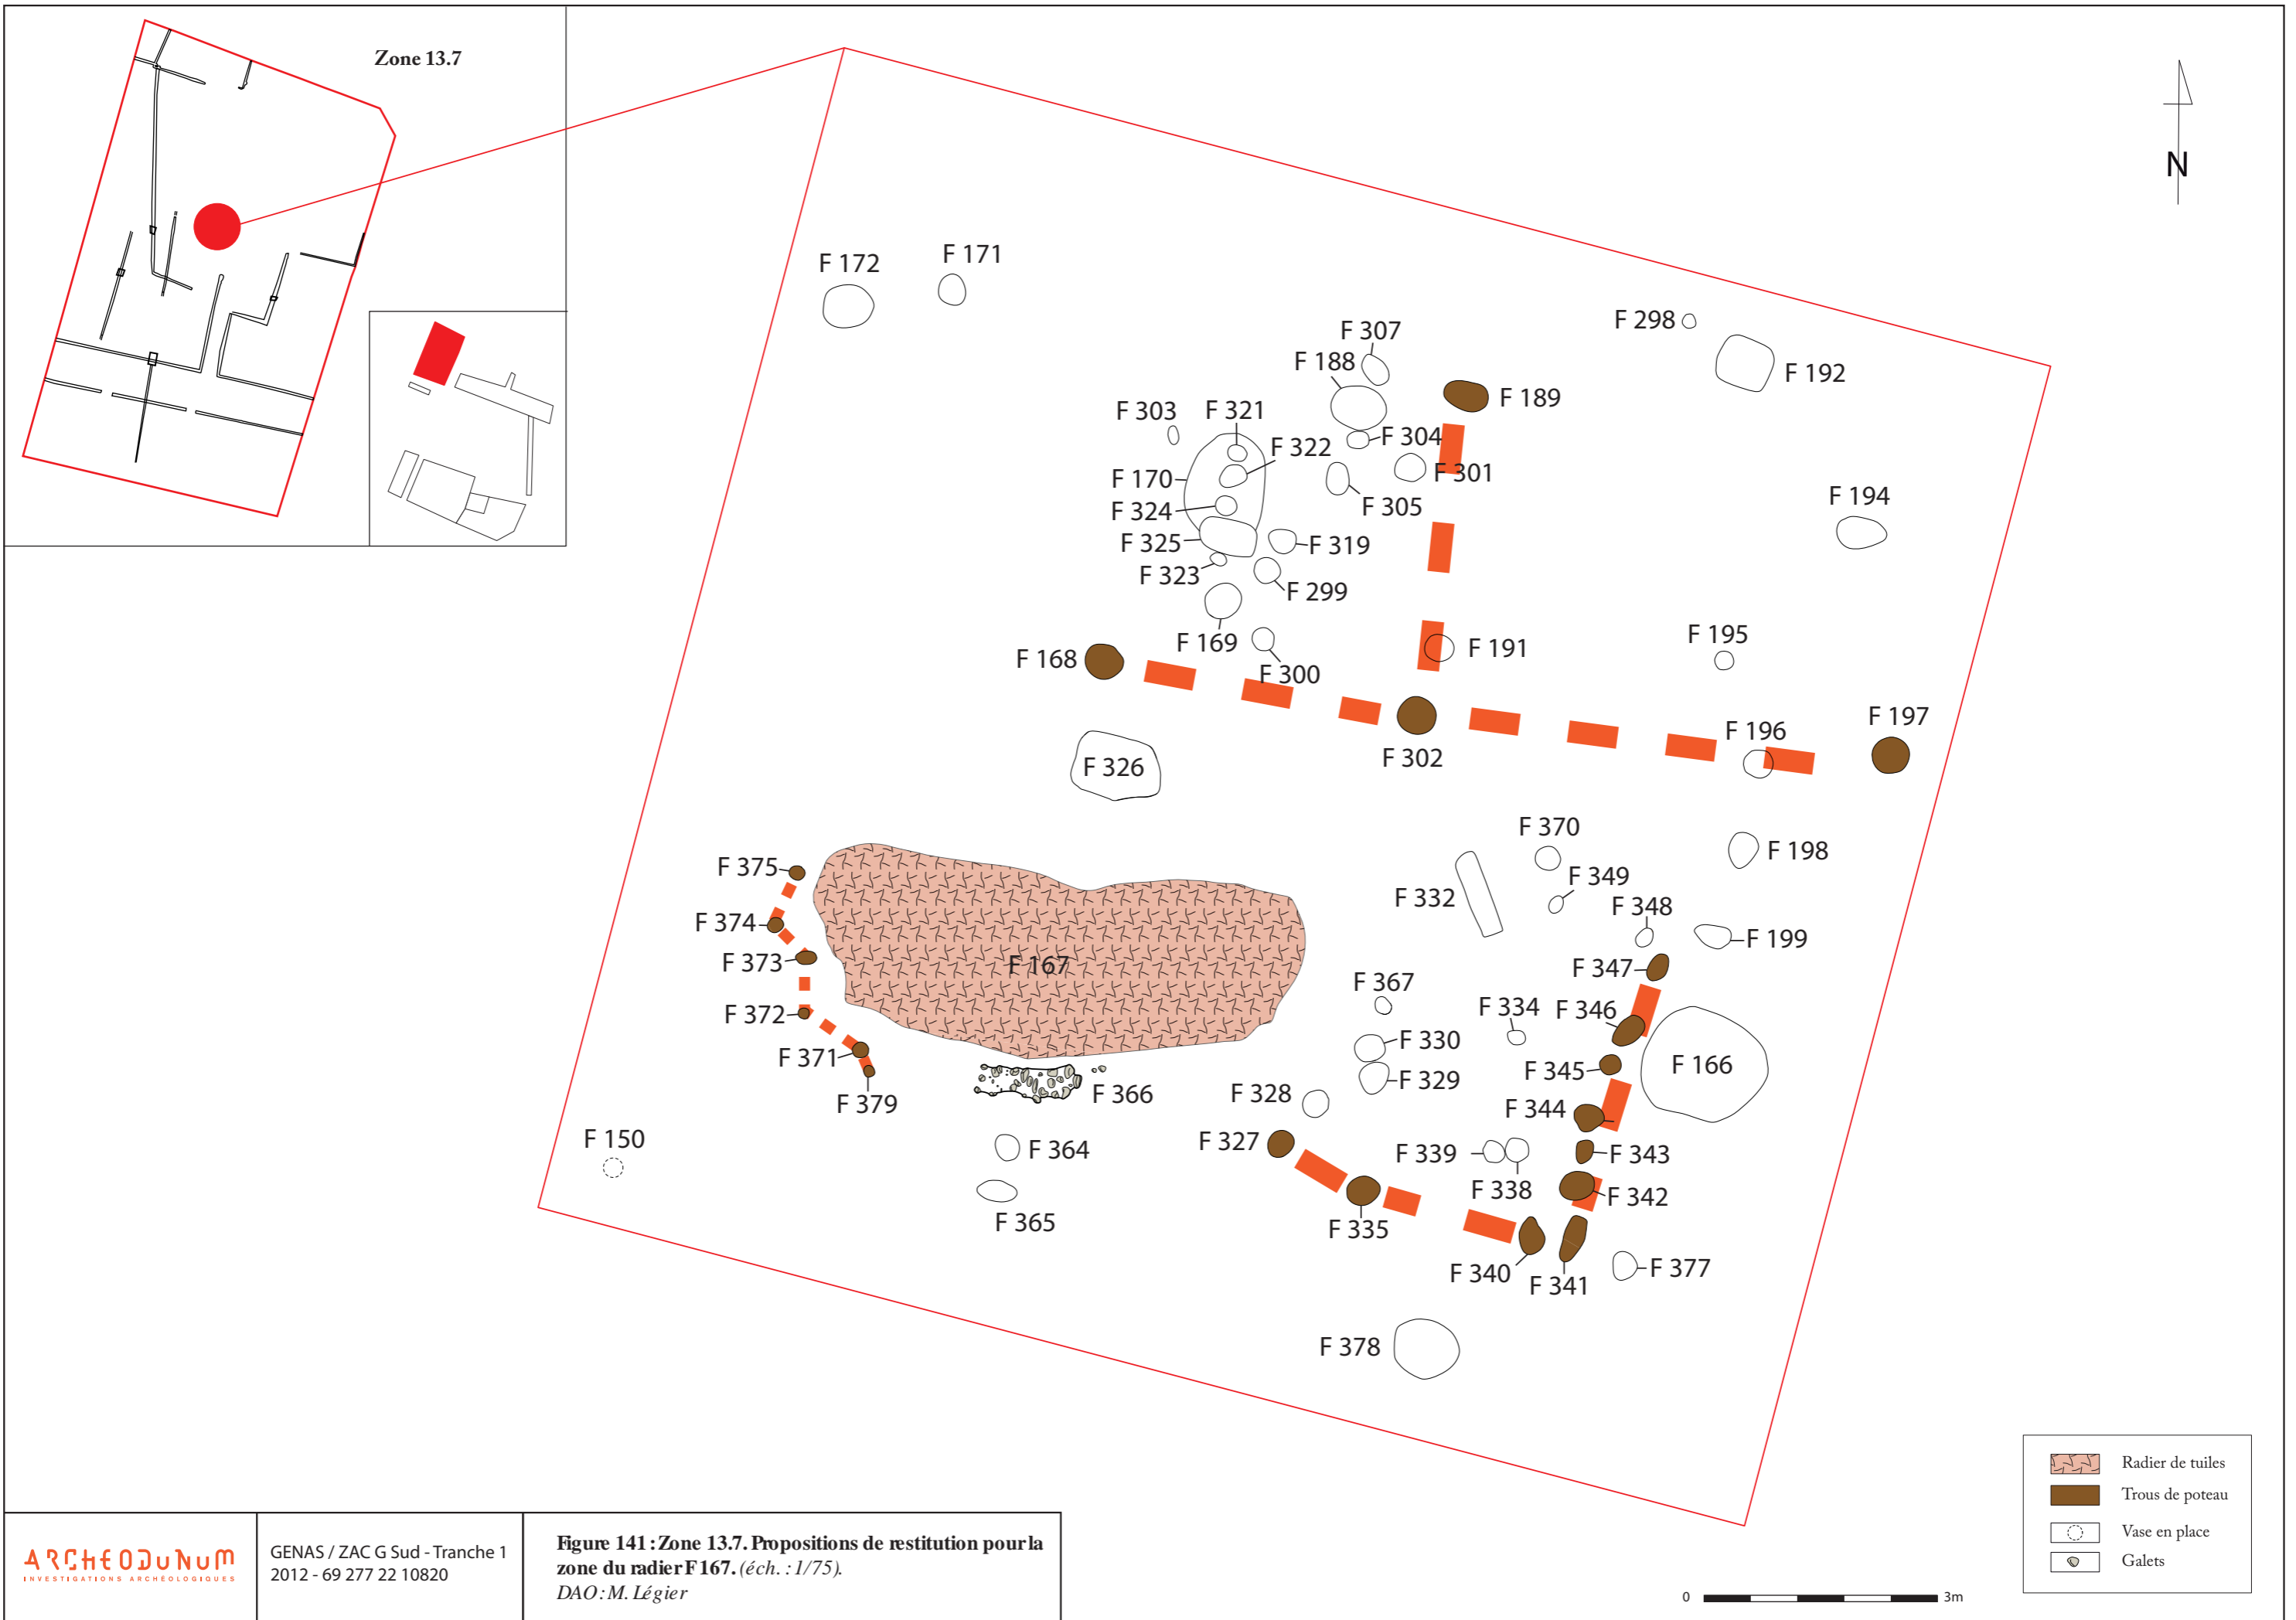 Zone 13.7
N
F 172
F 171
F 298
F 192
F 307
F 188
F 189
F 303
F 321
F 304
F 322
F 301
F 170
F 305
F 324
F 194
F 325
F 319
F 323
F 299
F 169
F 191
F 195
F 168
F 300
F 197
F 196
F 302
F 326
F 370
F 198
F 375
F 349
F 332
F 348
F 374
F 199
F 373
F 167
F 347
F 367
F 372
F 334
F 346
F 330
F 371
F 345
F 166
F 329
F 366
F 328
F 379
F 344
F 150
F 327
F 364
F 339
F 343
F 338
F 342
F 365
F 335
F 340
F 377
F 341
F 378
Radier de tuiles
Trous de poteau
Vase en place
Galets
0 3m
ARCHEODUNUM
INVESTIGATIONS ARCHÉOLOGIQUES
GENAS / ZAC G Sud - Tranche 1
2012 - 69 277 22 10820
Figure 141 : Zone 13.7. Propositions de restitution pour la
zone du radier F167. (éch. : 1/75).
DAO : M. Légier